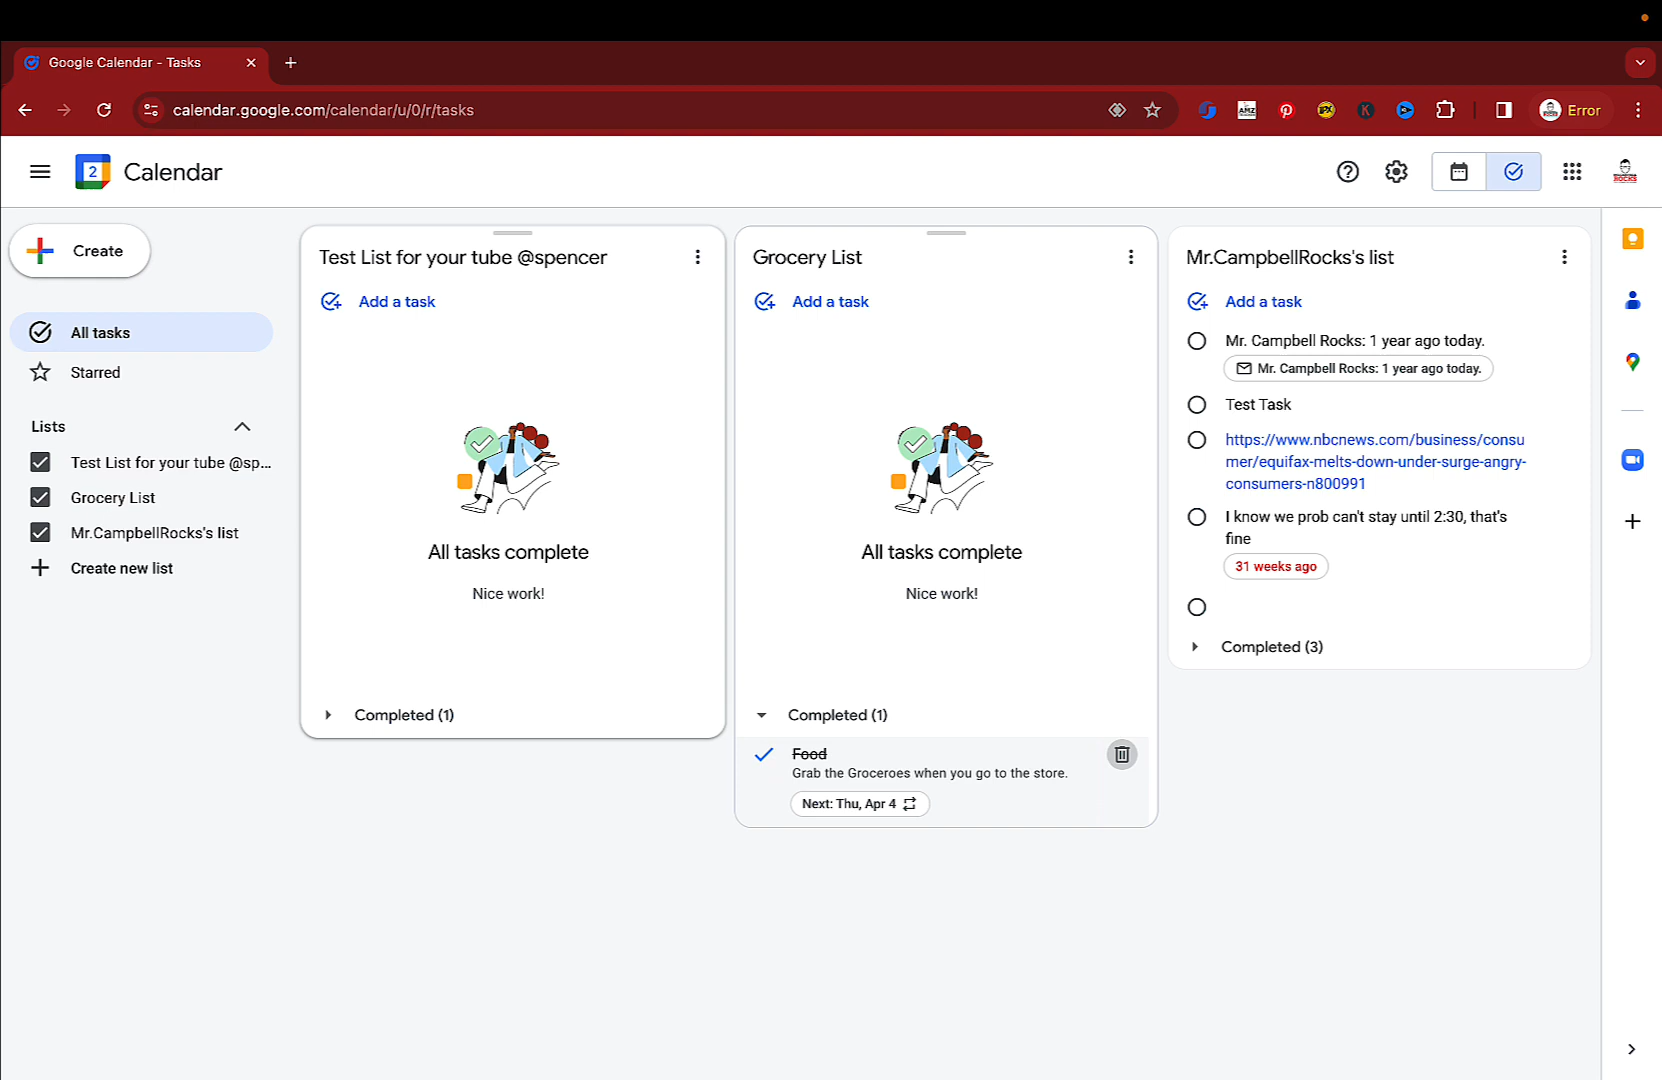 Google Calendar - Tasks
calendar.google.com/calendar/u/0/r/tasks
AMZ
K
Error
2
Calendar
ROCKS
Create
All tasks
Starred
Lists
Test List for your tube @sp...
Grocery List
Mr.CampbellRocks's list
Create new list
Test List for your tube @spencer
Add a task
All tasks complete
Nice work!
Completed (1)
Grocery List
Add a task
All tasks complete
Nice work!
Completed (1)
Food
Grab the Groceroes when you go to the store.
Next: Thu, Apr 4
Mr.CampbellRocks's list
Add a task
Mr. Campbell Rocks: 1 year ago today.
Mr. Campbell Rocks: 1 year ago today.
Test Task
https://www.nbcnews.com/business/consu
mer/equifax-melts-down-under-surge-angry-
consumers-n800991
I know we prob can't stay until 2:30, that's
fine
31 weeks ago
Completed (3)